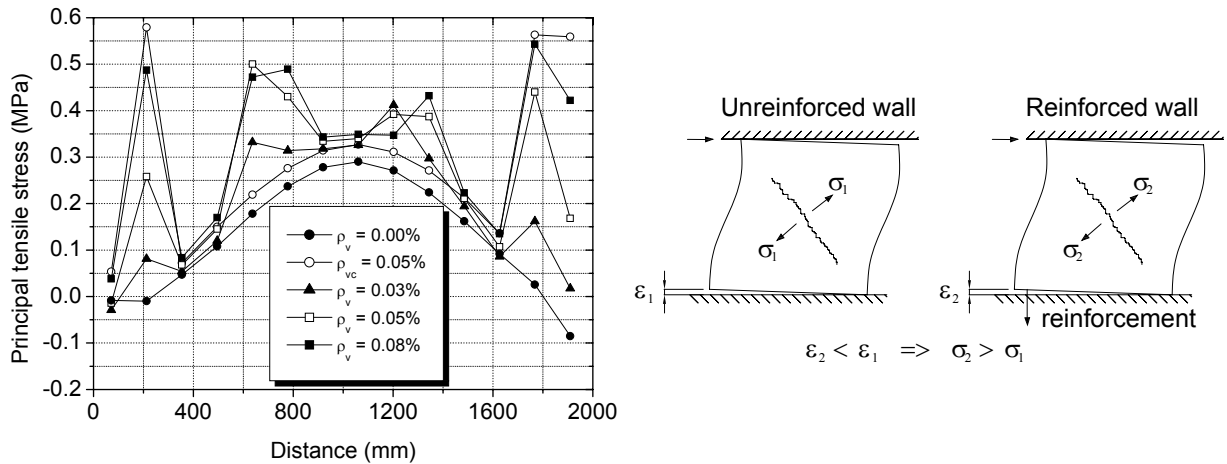 0.6
0.5
0.4
0.3
0.2
0.1
0.0
-0.1
-0.2
Principal tensile stress (MPa)
0 400 800 1200 1600 2000
Distance (mm)
ρv = 0.00%
ρvc = 0.05%
ρv = 0.03%
ρv = 0.05%
ρv = 0.08%
Unreinforced wall
σ1
σ1
ε1
Reinforced wall
σ2
σ2
ε2
reinforcement
ε2 < ε1 => σ2 > σ1